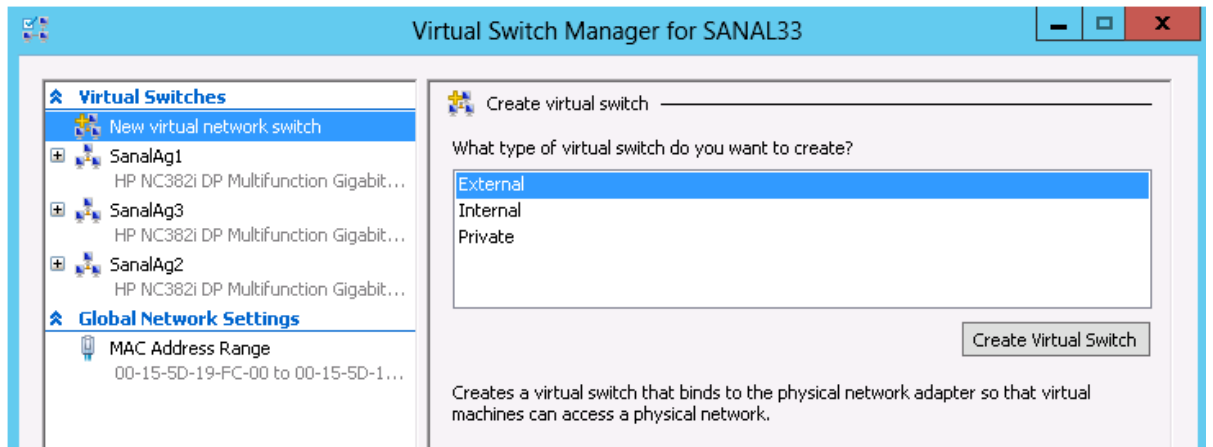 Virtual Switch Manager for SANAL33
Virtual Switches
New virtual network switch
SanalAg1
HP NC382i DP Multifunction Gigabit...
SanalAg3
HP NC382i DP Multifunction Gigabit...
SanalAg2
HP NC382i DP Multifunction Gigabit...
Global Network Settings
MAC Address Range
00-15-5D-19-FC-00 to 00-15-5D-1...
Create virtual switch
What type of virtual switch do you want to create?
External
Internal
Private
Create Virtual Switch
Creates a virtual switch that binds to the physical network adapter so that virtual
machines can access a physical network.